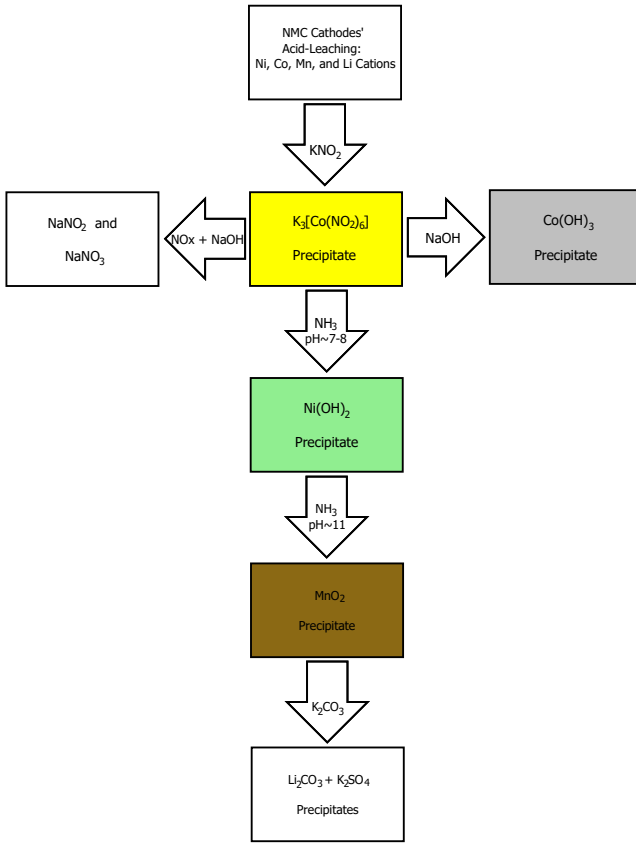 NMC Cathodes'
Acid-Leaching:
Ni, Co, Mn, and Li Cations
KNO₂
NaNO₂ and
NaNO₃
NOx + NaOH
K₃[Co(NO₂)₆]
Precipitate
NaOH
Co(OH)₃
Precipitate
NH₃
pH~7-8
Ni(OH)₂
Precipitate
NH₃
pH~11
MnO₂
Precipitate
K₂CO₃
Li₂CO₃ + K₂SO₄
Precipitates